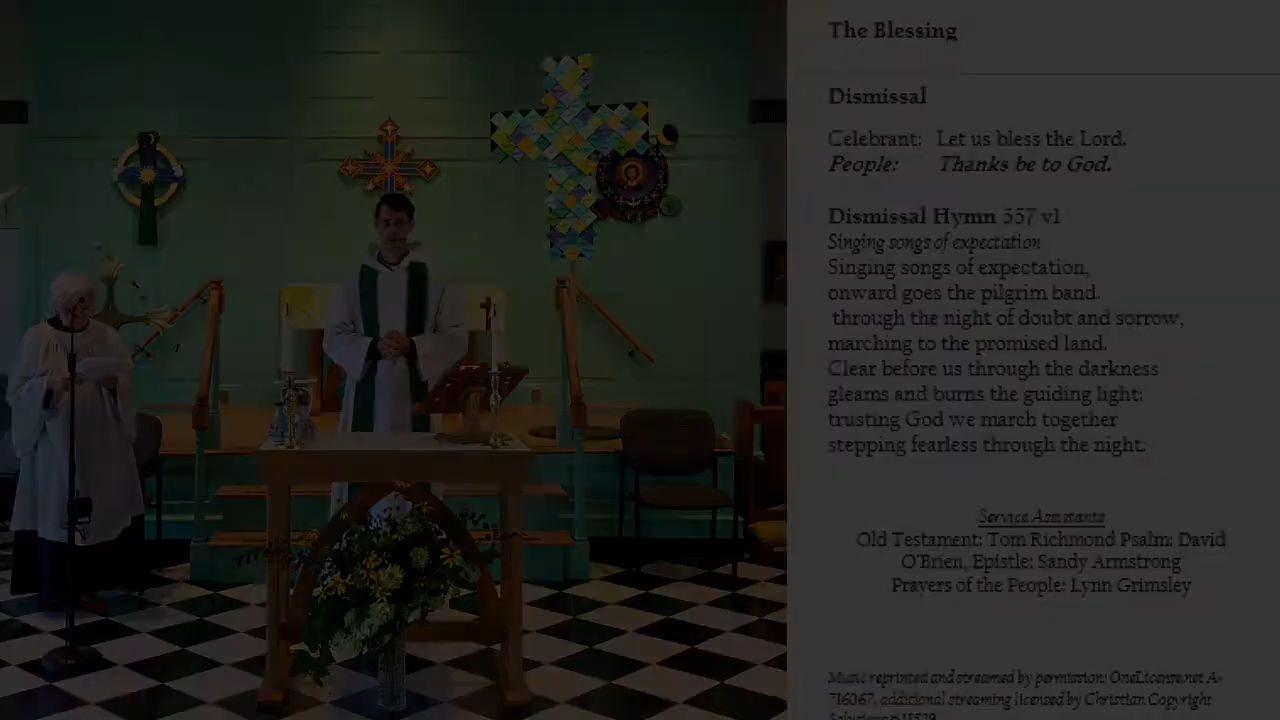 The Blessing
Dismissal
Celebrant: Let us bless the Lord.
People: Thanks be to God.
Dismissal Hymn 557 v1
Singing songs of expectation
Singing songs of expectation,
onward goes the pilgrim band.
through the night of doubt and sorrow,
marching to the promised land.
Clear before us through the darkness
gleams and burns the guiding light:
trusting God we march together
stepping fearless through the night.
Service Assistants
Old Testament: Tom Richmond Psalm: David
O'Brien, Epistle: Sandy Armstrong
Prayers of the People: Lynn Grimsley
Music reprinted and streamed by permission: OneLicense.net A-
716067, additional streaming licensed by Christian Copyright
Solutions